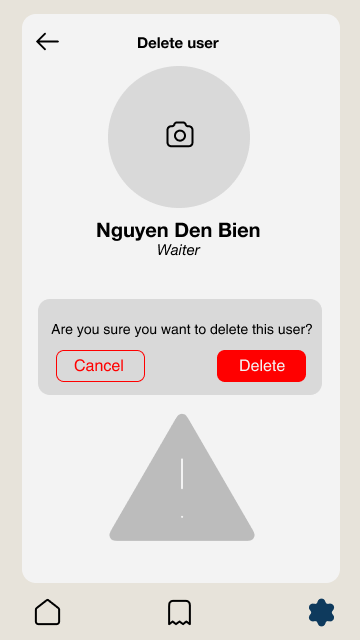 Delete user
Nguyen Den Bien
Waiter
Are you sure you want to delete this user?
Cancel
Delete